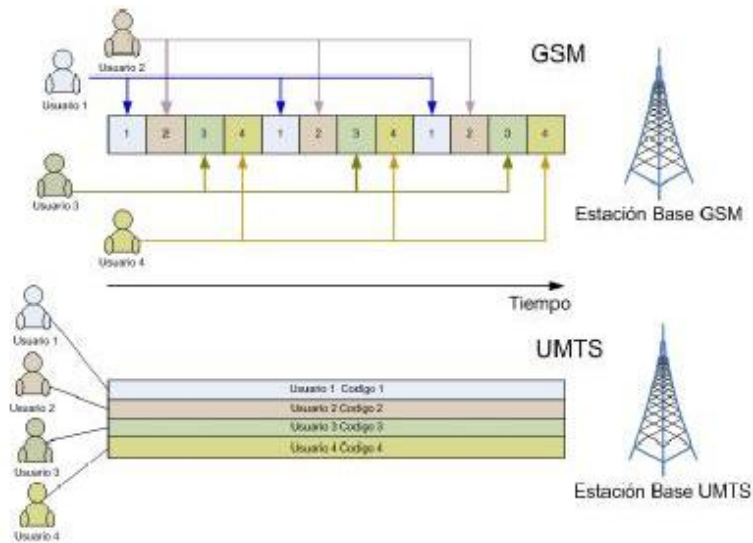 Usuario 2
GSM
Usuario 1
1 2 3 4 1 2 3 4 1 2 3 4
Usuario 3
Estación Base GSM
Usuario 4
Tiempo
Usuario 1
UMTS
Usuario 1 Codigo 1
Usuario 2
Usuario 2 Codigo 2
Usuario 3 Codigo 3
Usuario 4 Codigo 4
Usuario 3
Estación Base UMTS
Usuario 4